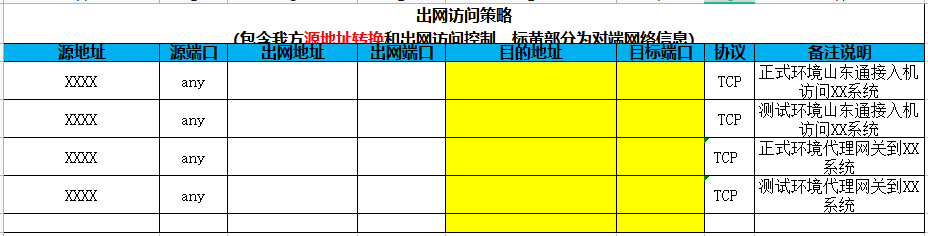 出网访问策略
(包含我方源地址转换和出网访问控制，标黄部分为对端网络信息)
源地址 源端口 出网地址 出网端口 目的地址 目标端口 协议 备注说明
XXXX any TCP 正式环境山东通接入机
访问XX系统
XXXX any TCP 测试环境山东通接入机
访问XX系统
XXXX any TCP 正式环境代理网关到XX
系统
XXXX any TCP 测试环境代理网关到XX
系统